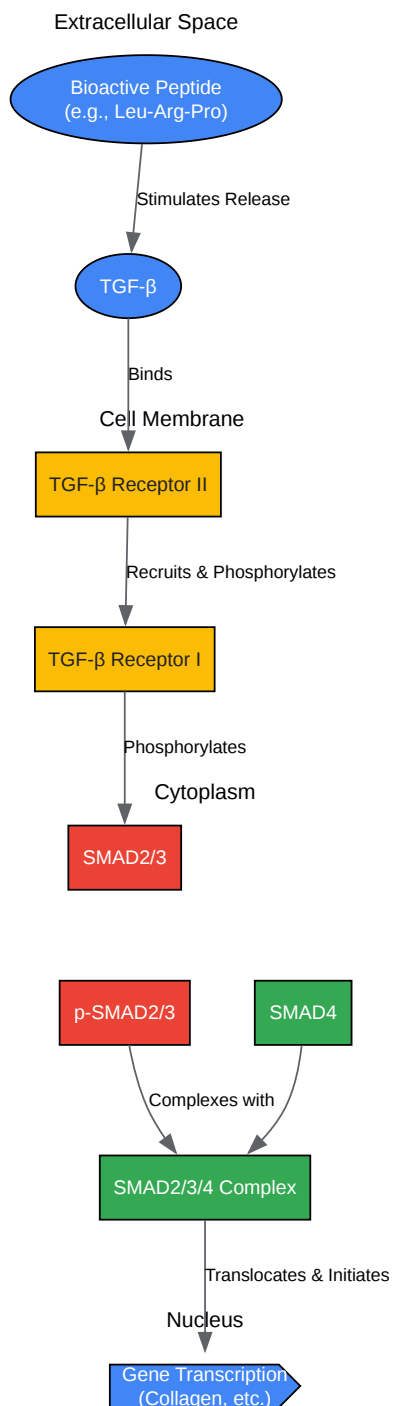 Extracellular Space
Bioactive Peptide
(e.g., Leu-Arg-Pro)
Stimulates Release
TGF-β
Binds
Cell Membrane
TGF-β Receptor II
Recruits & Phosphorylates
TGF-β Receptor I
Phosphorylates
Cytoplasm
SMAD2/3
p-SMAD2/3
SMAD4
Complexes with
SMAD2/3/4 Complex
Translocates & Initiates
Nucleus
Gene Transcription
(Collagen, etc.)